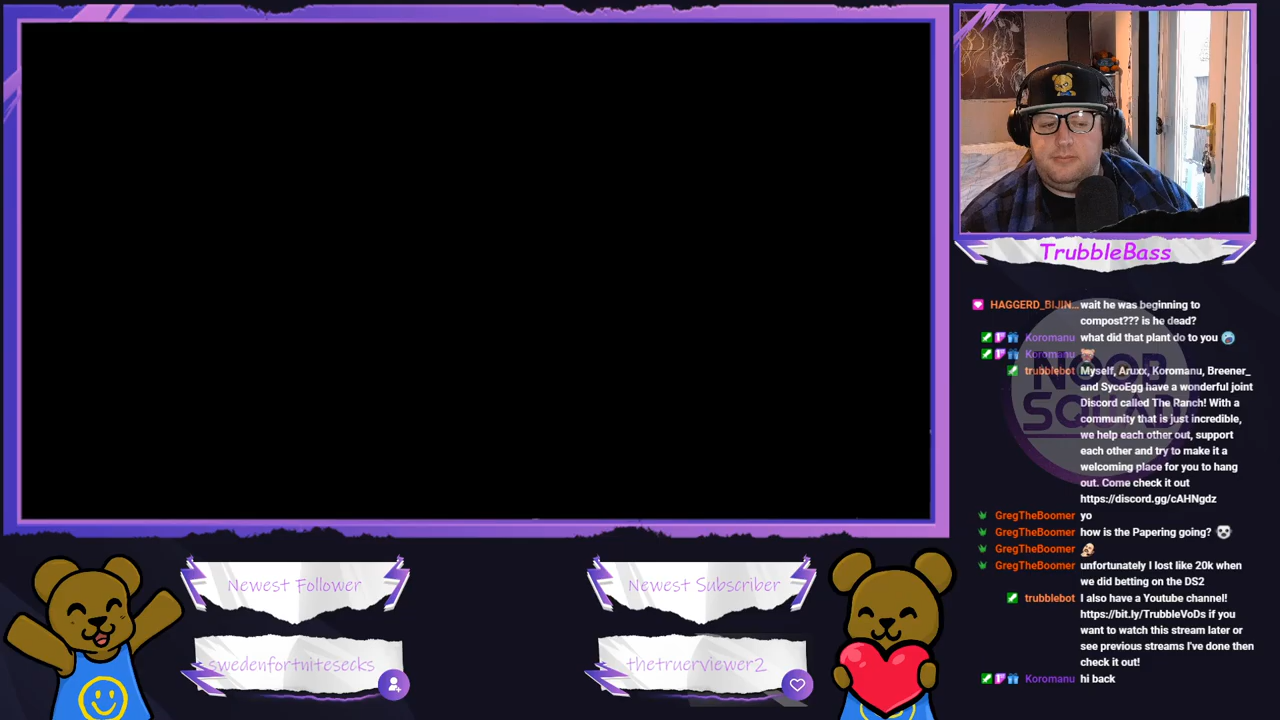 TrubbleBass
HAGGERD_BIJIN... wait he was beginning to
compost??? is he dead?
Koromanu what did that plant do to you
Koromanu
trubblebot Myself, Aruxx, Koromanu, Breener_
and SycoEgg have a wonderful joint
Discord called The Ranch! With a
community that is just incredible,
we help each other out, support
each other and try to make it a
welcoming place for you to hang
out. Come check it out
https://discord.gg/cAHNgdz
NOOB
SQUAD
GregTheBoomer yo
GregTheBoomer how is the Papering going?
GregTheBoomer
GregTheBoomer unfortunately I lost like 20k when
we did betting on the DS2
trubblebot I also have a Youtube channel!
https://bit.ly/TrubbleVoDs if you
want to watch this stream later or
see previous streams I've done then
check it out!
Koromanu hi back
Newest Follower
swedenfortnitesecks
Newest Subscriber
thetruerviewer2